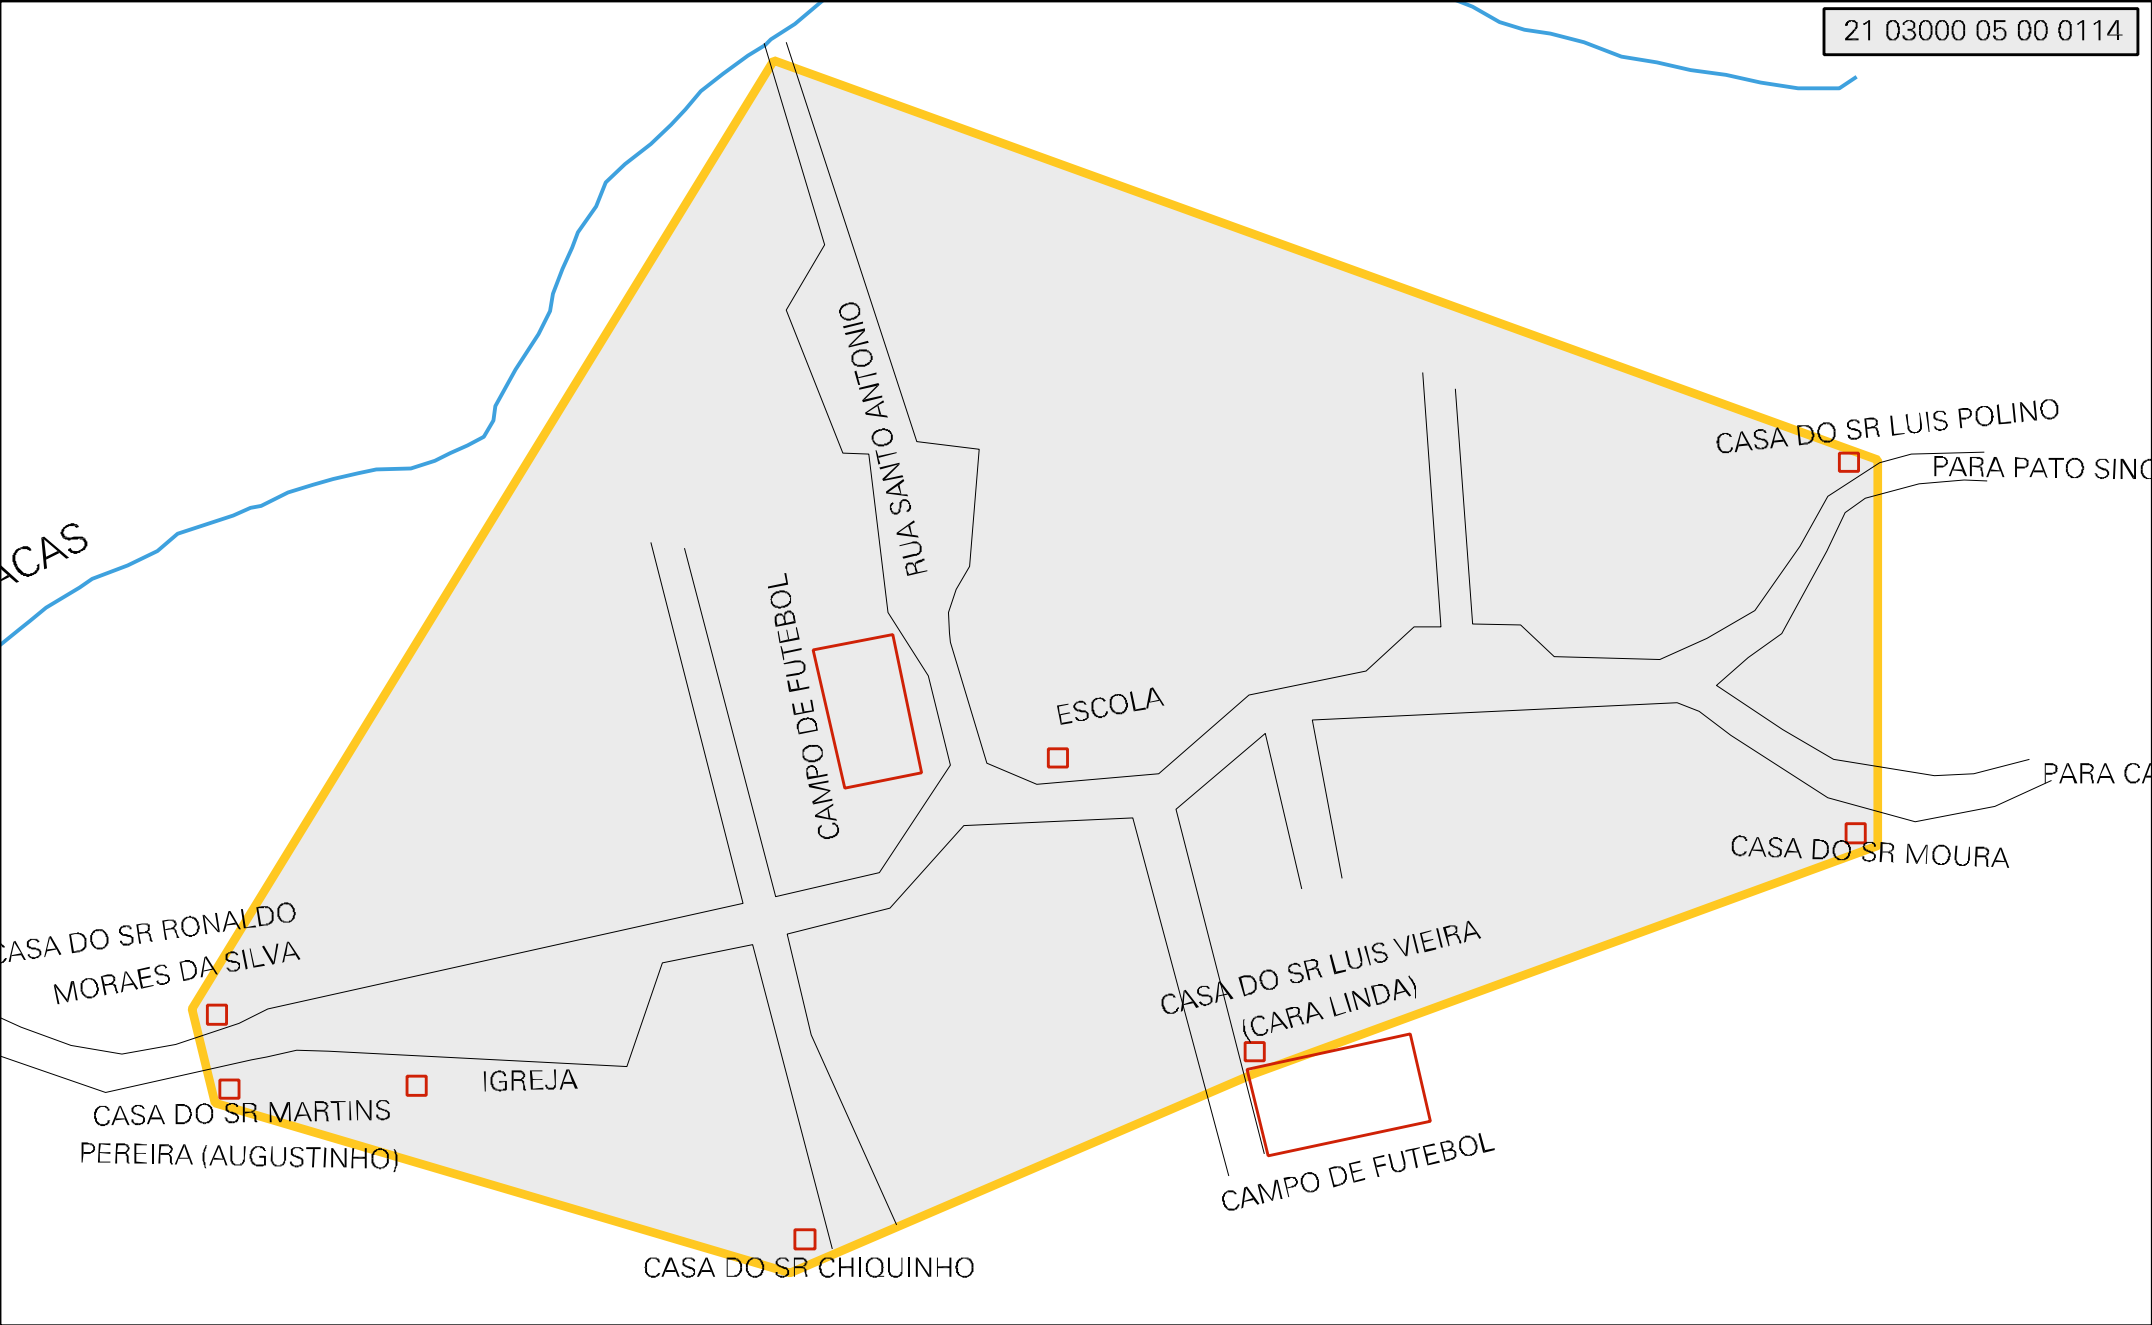 21 03000 05 00 0114
RUA SANTO ANTONIO
CASA DO SR LUIS POLINO
PARA PATO SINO
ACAS
CAMPO DE FUTEBOL
ESCOLA
PARA CA
CASA DO SR MOURA
CASA DO SR RONALDO
MORAES DA SILVA
CASA DO SR LUIS VIEIRA
(CARA LINDA)
IGREJA
CASA DO SR MARTINS
PEREIRA (AUGUSTINHO)
CAMPO DE FUTEBOL
CASA DO SR CHIQUINHO